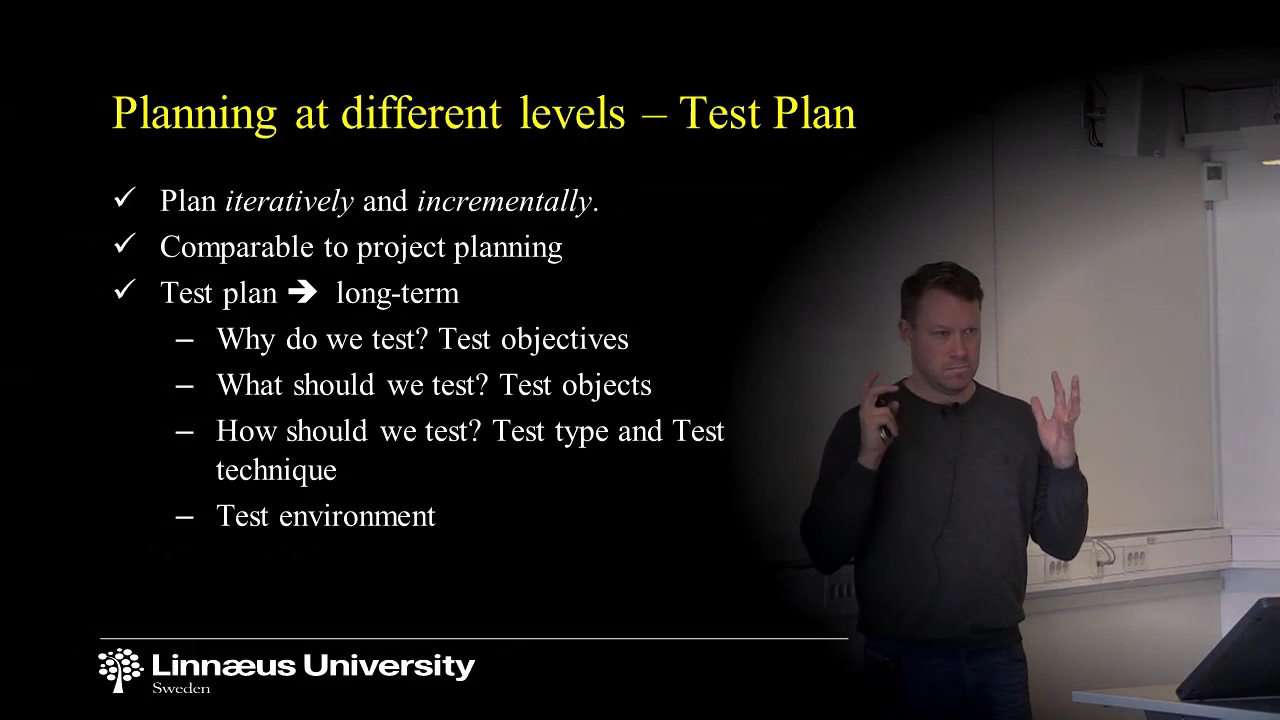 Planning at different levels – Test Plan
✓ Plan iteratively and incrementally.
✓ Comparable to project planning
✓ Test plan ➔ long-term
– Why do we test? Test objectives
– What should we test? Test objects
– How should we test? Test type and Test
technique
– Test environment
Linnæus University
Sweden